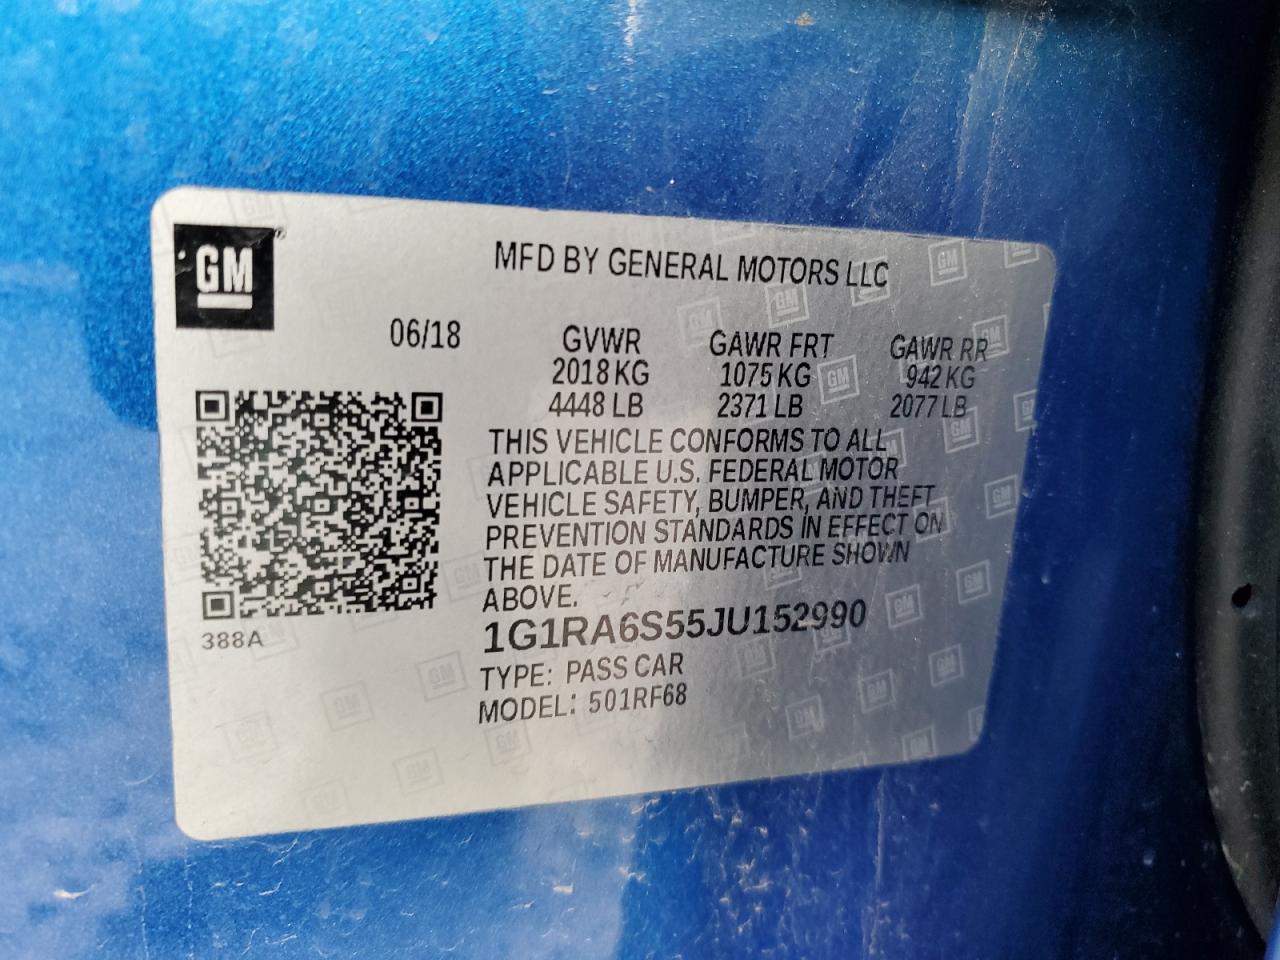 GM
MFD BY GENERAL MOTORS LLC
06/18
GVWR GAWR FRT GAWR RR
2018 KG 1075 KG 942 KG
4448 LB 2371 LB 2077 LB
THIS VEHICLE CONFORMS TO ALL
APPLICABLE U.S. FEDERAL MOTOR
VEHICLE SAFETY, BUMPER, AND THEFT
PREVENTION STANDARDS IN EFFECT ON
THE DATE OF MANUFACTURE SHOWN
ABOVE.
388A
1G1RA6S55JU152990
TYPE: PASS CAR
MODEL: 501RF68